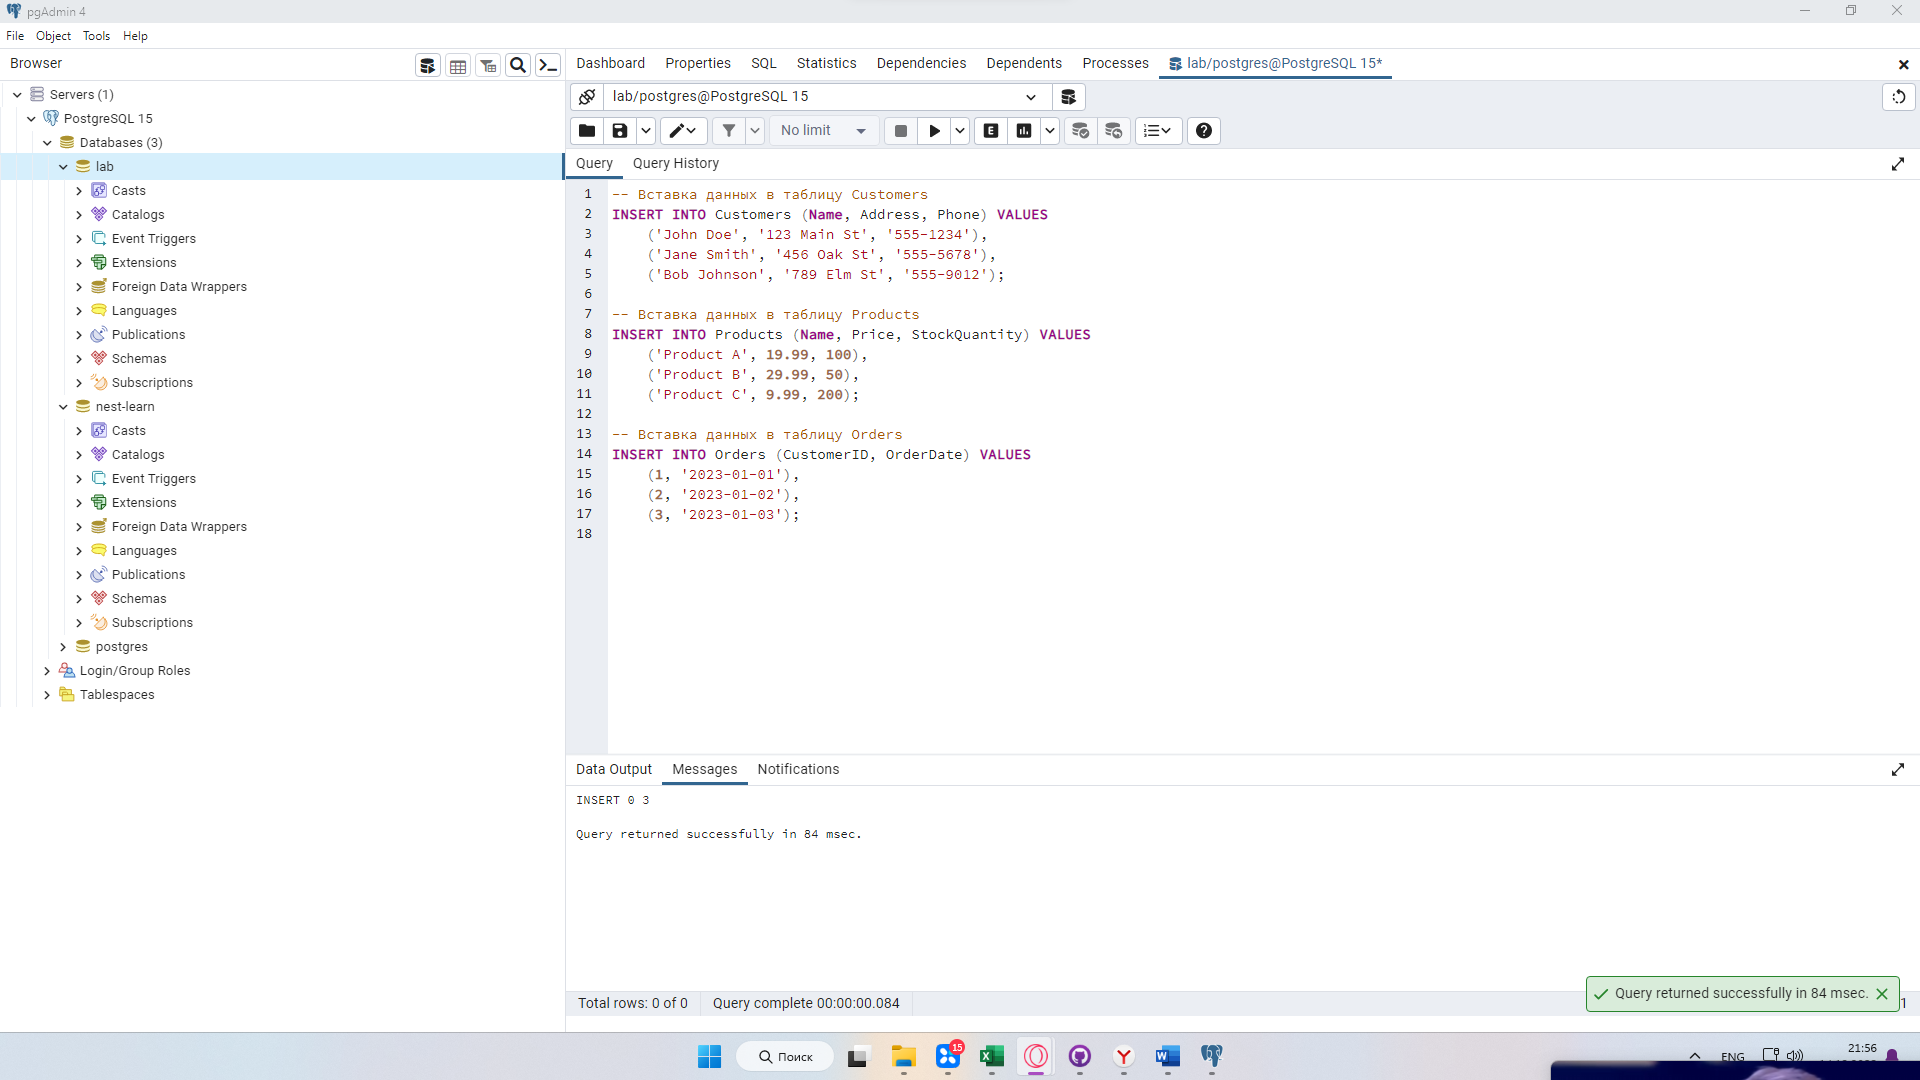 pgAdmin 4
File Object Tools Help
Browser
Dashboard Properties SQL Statistics Dependencies Dependents Processes lab/postgres@PostgreSQL 15*
Servers (1)
PostgreSQL 15
Databases (3)
lab
Casts
Catalogs
Event Triggers
Extensions
Foreign Data Wrappers
Languages
Publications
Schemas
Subscriptions
nest-learn
Casts
Catalogs
Event Triggers
Extensions
Foreign Data Wrappers
Languages
Publications
Schemas
Subscriptions
postgres
Login/Group Roles
Tablespaces
lab/postgres@PostgreSQL 15
No limit
E
Query Query History
1 -- Вставка данных в таблицу Customers
2 INSERT INTO Customers (Name, Address, Phone) VALUES
3 ('John Doe', '123 Main St', '555-1234'),
4 ('Jane Smith', '456 Oak St', '555-5678'),
5 ('Bob Johnson', '789 Elm St', '555-9012');
6
7 -- Вставка данных в таблицу Products
8 INSERT INTO Products (Name, Price, StockQuantity) VALUES
9 ('Product A', 19.99, 100),
10 ('Product B', 29.99, 50),
11 ('Product C', 9.99, 200);
12
13 -- Вставка данных в таблицу Orders
14 INSERT INTO Orders (CustomerID, OrderDate) VALUES
15 (1, '2023-01-01'),
16 (2, '2023-01-02'),
17 (3, '2023-01-03');
18
Data Output Messages Notifications
INSERT 0 3
Query returned successfully in 84 msec.
Total rows: 0 of 0 Query complete 00:00:00.084
Query returned successfully in 84 msec.
1
Поиск
15
ENG
21:56